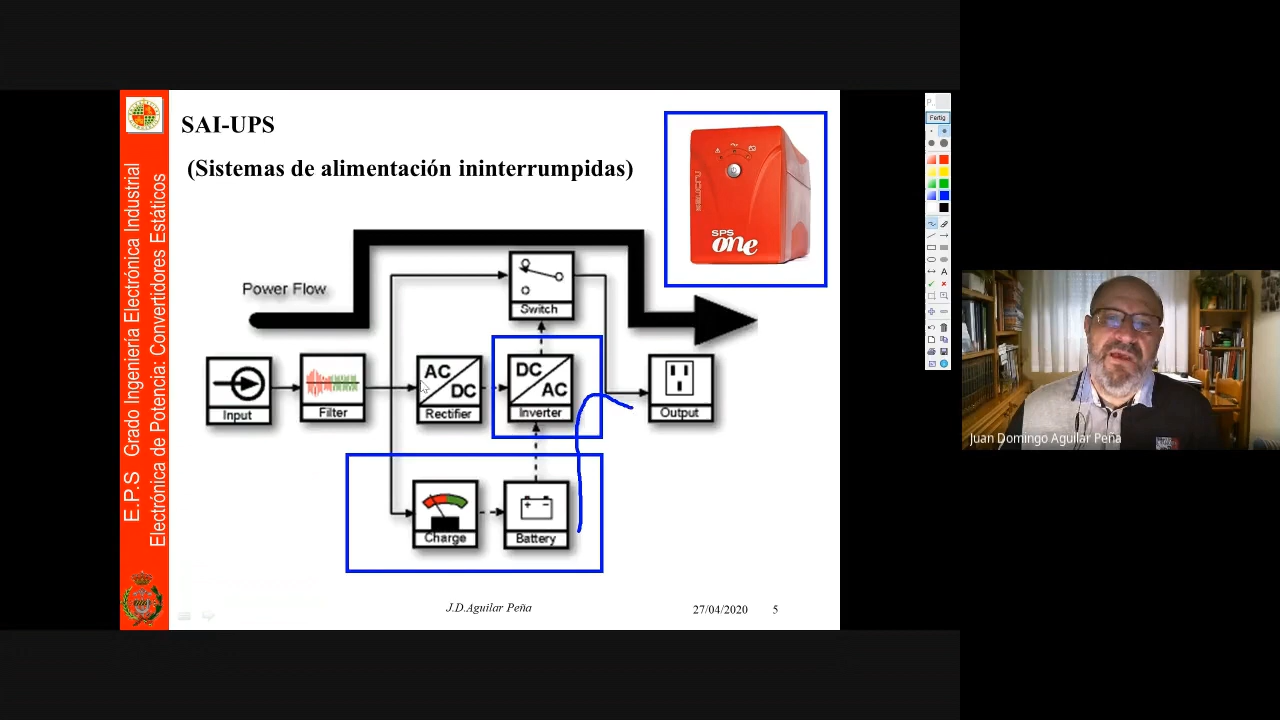 SAI-UPS
(Sistemas de alimentación ininterrumpidas)
E.P.S Grado Ingeniería Electrónica Industrial
Electrónica de Potencia: Convertidores Estáticos
SPS
one
Power Flow
Switch
Input
Filter
AC
DC
Rectifier
DC
AC
Inverter
Output
Charge
Battery
J.D.Aguilar Peña
27/04/2020
5
P..
Fertig
A
Juan Domingo Aguilar Peña